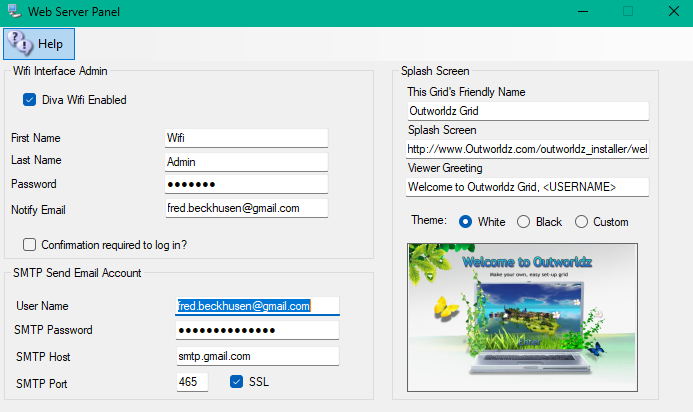 Web Server Panel
Help
Wifi Interface Admin
Diva Wifi Enabled
First Name
Wifi
Last Name
Admin
Password
●●●●●●●
Notify Email
fred.beckhusen@gmail.com
Confirmation required to log in?
SMTP Send Email Account
User Name
fred.beckhusen@gmail.com
SMTP Password
●●●●●●●●●●●●●●
SMTP Host
smtp.gmail.com
SMTP Port
465
SSL
Splash Screen
This Grid's Friendly Name
Outworldz Grid
Splash Screen
http://www.Outworldz.com/outworldz_installer/wel
Viewer Greeting
Welcome to Outworldz Grid, <USERNAME>
Theme:
White
Black
Custom
Welcome to Outworldz
Make your own, easy set-up grid